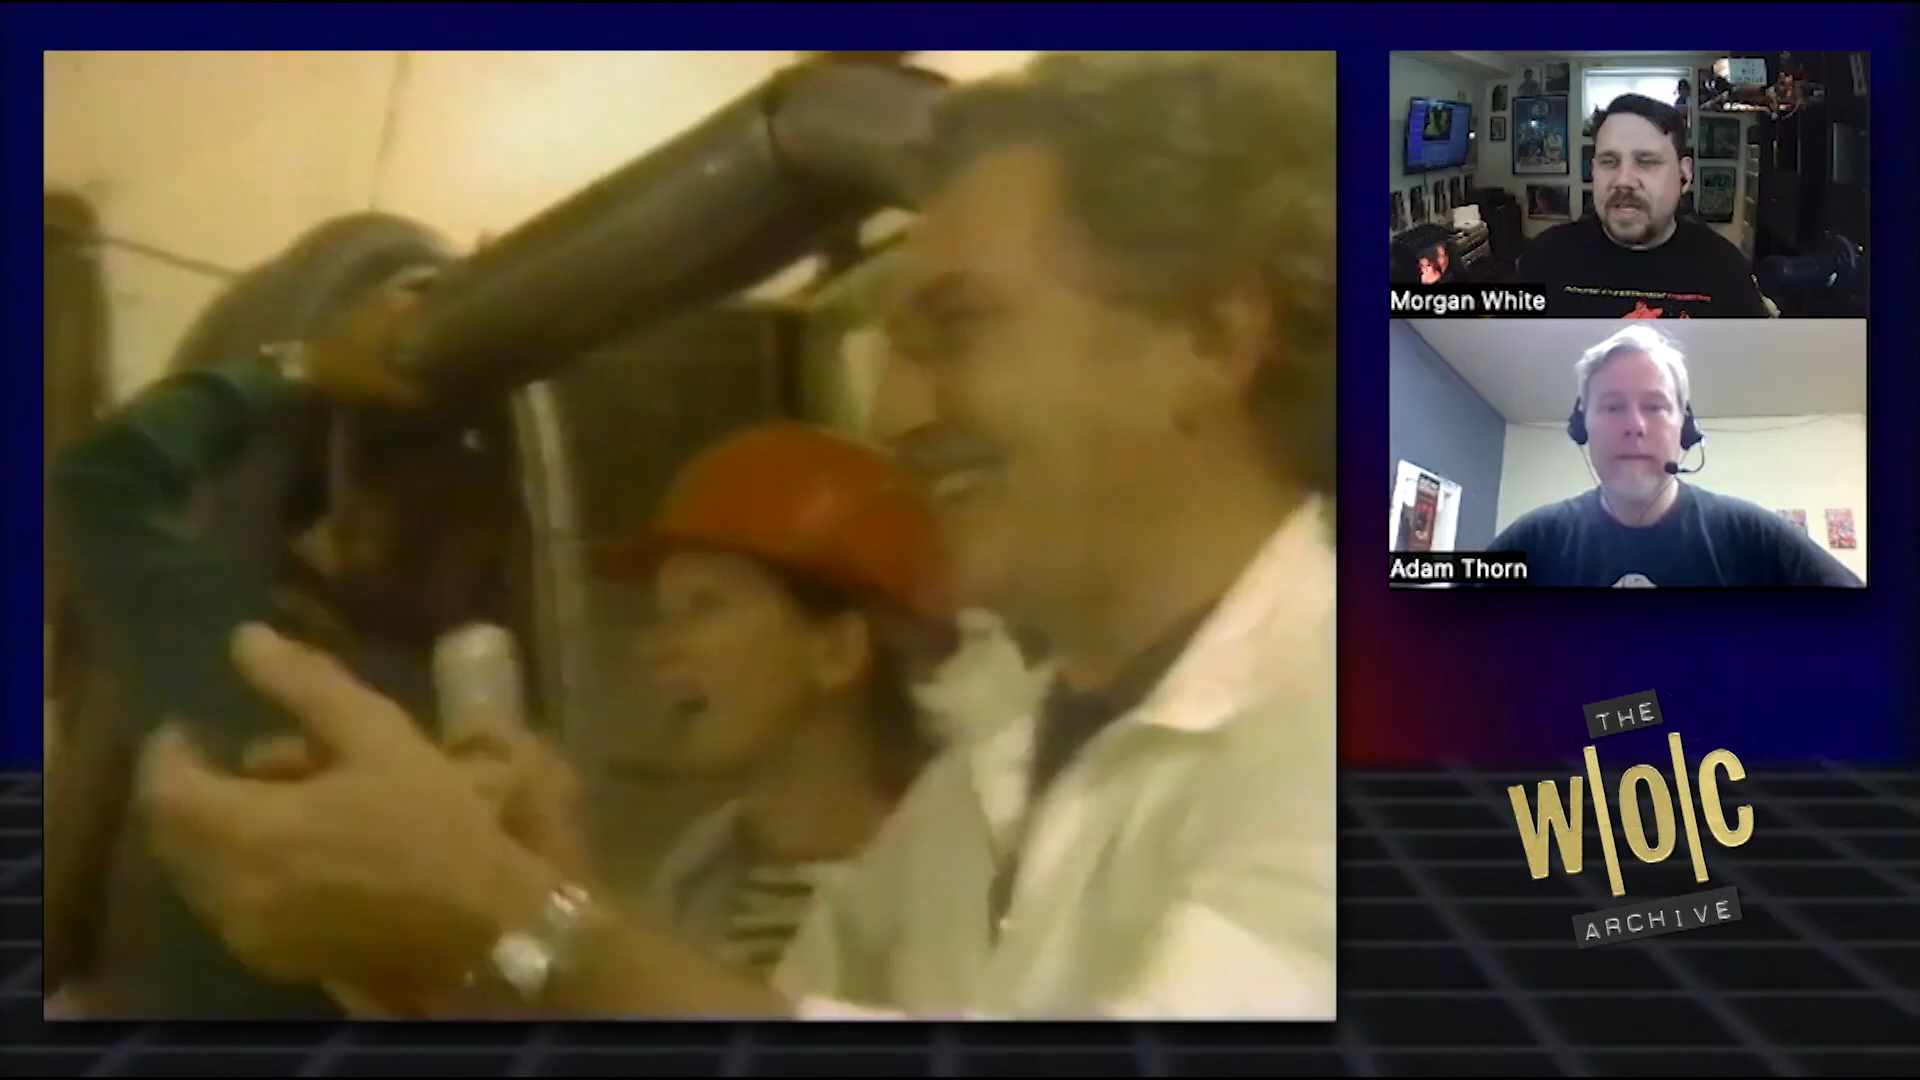 Morgan White
Adam Thorn
THE
W|O|C
ARCHIVE